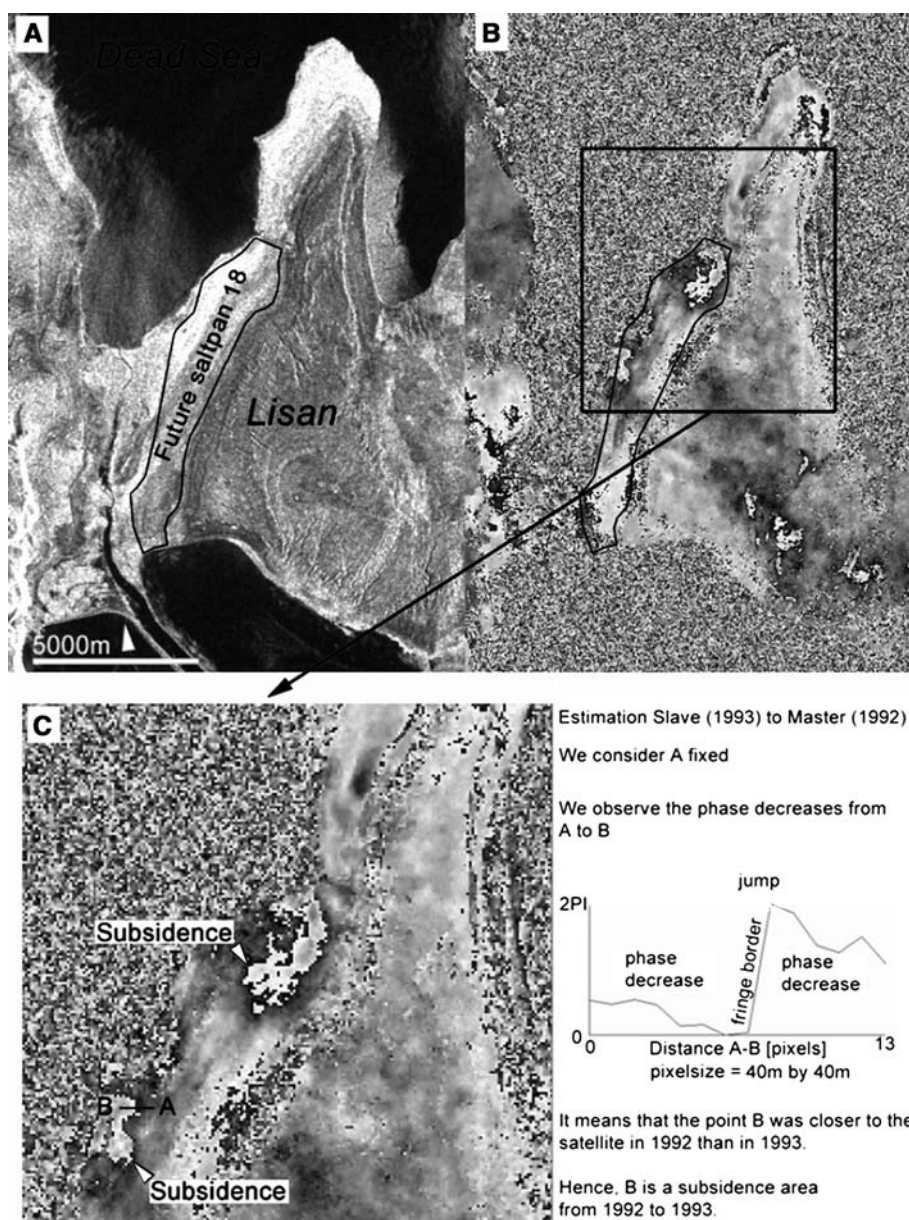 A
Dead Sea
B
Future saltpan 18
Lisan
5000m
C
Subsidence
B
A
Subsidence
Estimation Slave (1993) to Master (1992)
We consider A fixed
We observe the phase decreases from
A to B
jump
2PI
phase
decrease
fringe border
phase
decrease
0
0
Distance A-B [pixels]
13
pixelsize = 40m by 40m
It means that the point B was closer to the
satellite in 1992 than in 1993.
Hence, B is a subsidence area
from 1992 to 1993.